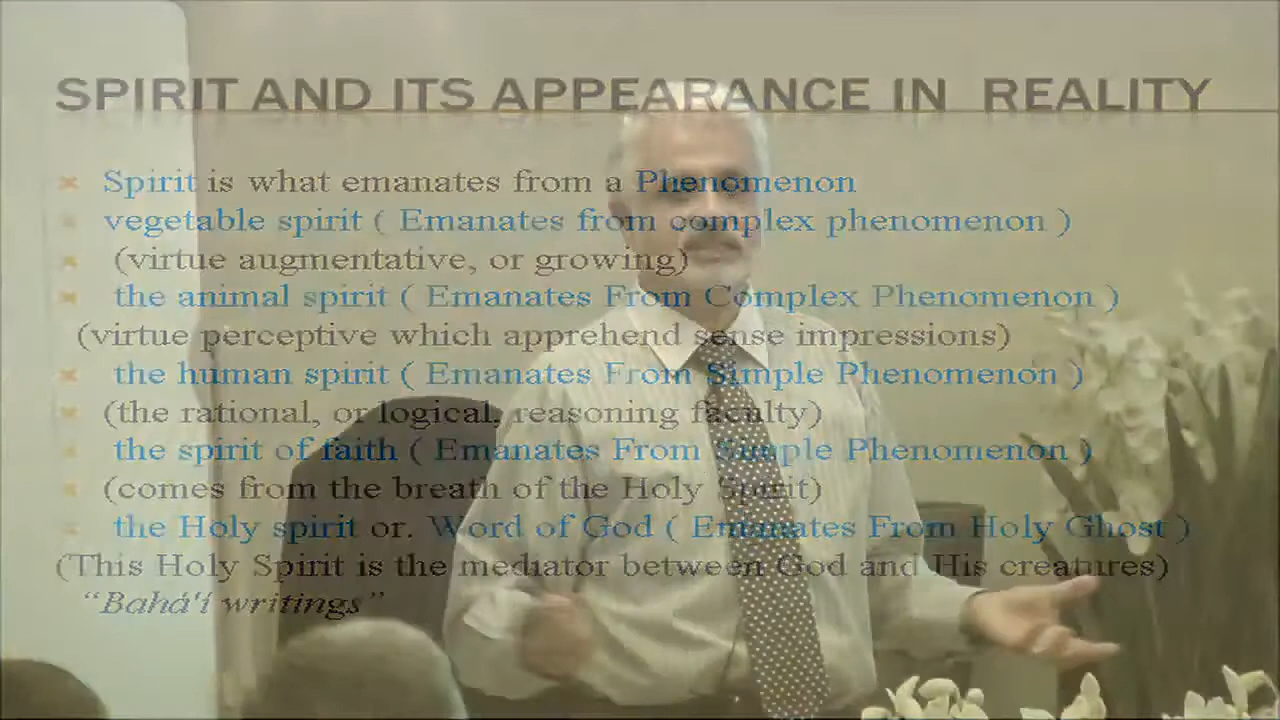 SPIRIT AND ITS APPEARANCE IN REALITY
Spirit is what emanates from a Phenomenon
vegetable spirit ( Emanates from complex phenomenon )
(virtue augmentative, or growing)
the animal spirit ( Emanates From Complex Phenomenon )
(virtue perceptive which apprehend sense impressions)
the human spirit ( Emanates From Simple Phenomenon )
(the rational, or logical, reasoning faculty)
the spirit of faith ( Emanates From Simple Phenomenon )
(comes from the breath of the Holy Spirit)
the Holy spirit or. Word of God ( Emanates From Holy Ghost )
(This Holy Spirit is the mediator between God and His creatures)
“Bahá'í writings”